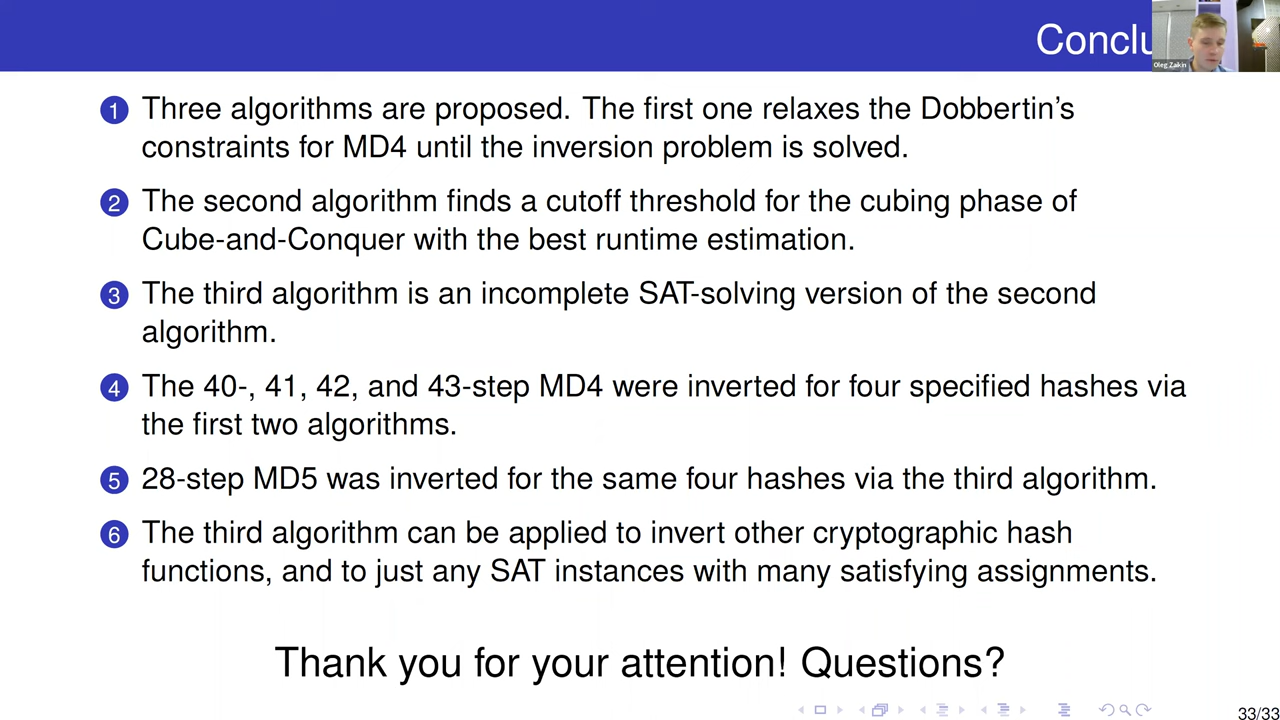 Conclu
Oleg Zaikin
1 Three algorithms are proposed. The first one relaxes the Dobbertin's
constraints for MD4 until the inversion problem is solved.
2 The second algorithm finds a cutoff threshold for the cubing phase of
Cube-and-Conquer with the best runtime estimation.
3 The third algorithm is an incomplete SAT-solving version of the second
algorithm.
4 The 40-, 41, 42, and 43-step MD4 were inverted for four specified hashes via
the first two algorithms.
5 28-step MD5 was inverted for the same four hashes via the third algorithm.
6 The third algorithm can be applied to invert other cryptographic hash
functions, and to just any SAT instances with many satisfying assignments.
Thank you for your attention! Questions?
33/33